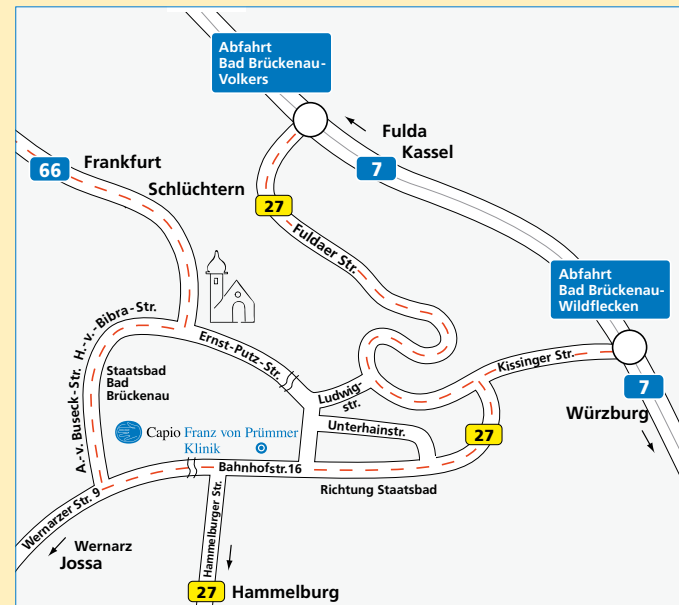 Abfahrt
Bad Brückenau-
Volkers
Fulda
Kassel
7
66
Frankfurt
Schlüchtern
27
Fuldaer Str.
Abfahrt
Bad Brückenau-
Wildflecken
7
Würzburg
Kissinger Str.
H.-v.-Bibra-Str.
Ernst-Putz-Str.
A.-v. Buseck-Str.
Staatsbad
Bad
Brückenau
Ludwig-
str.
Unterhainstr.
27
Capio Franz von Prümmer
Klinik
Bahnhofstr.16
Richtung Staatsbad
Wernarzer Str. 9
Wernarz
Jossa
Hammelburger Str.
27
Hammelburg